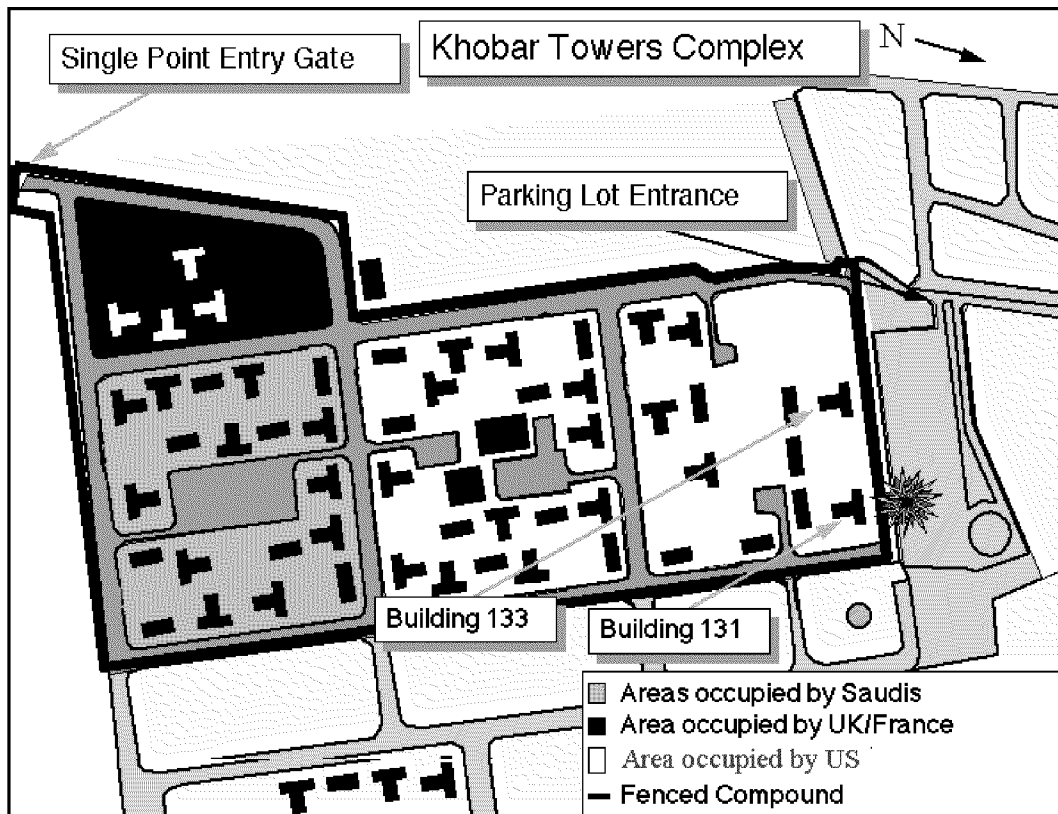 Single Point Entry Gate
Khobar Towers Complex
N
Parking Lot Entrance
Building 133
Building 131
Areas occupied by Saudis
Area occupied by UK/France
Area occupied by US
Fenced Compound